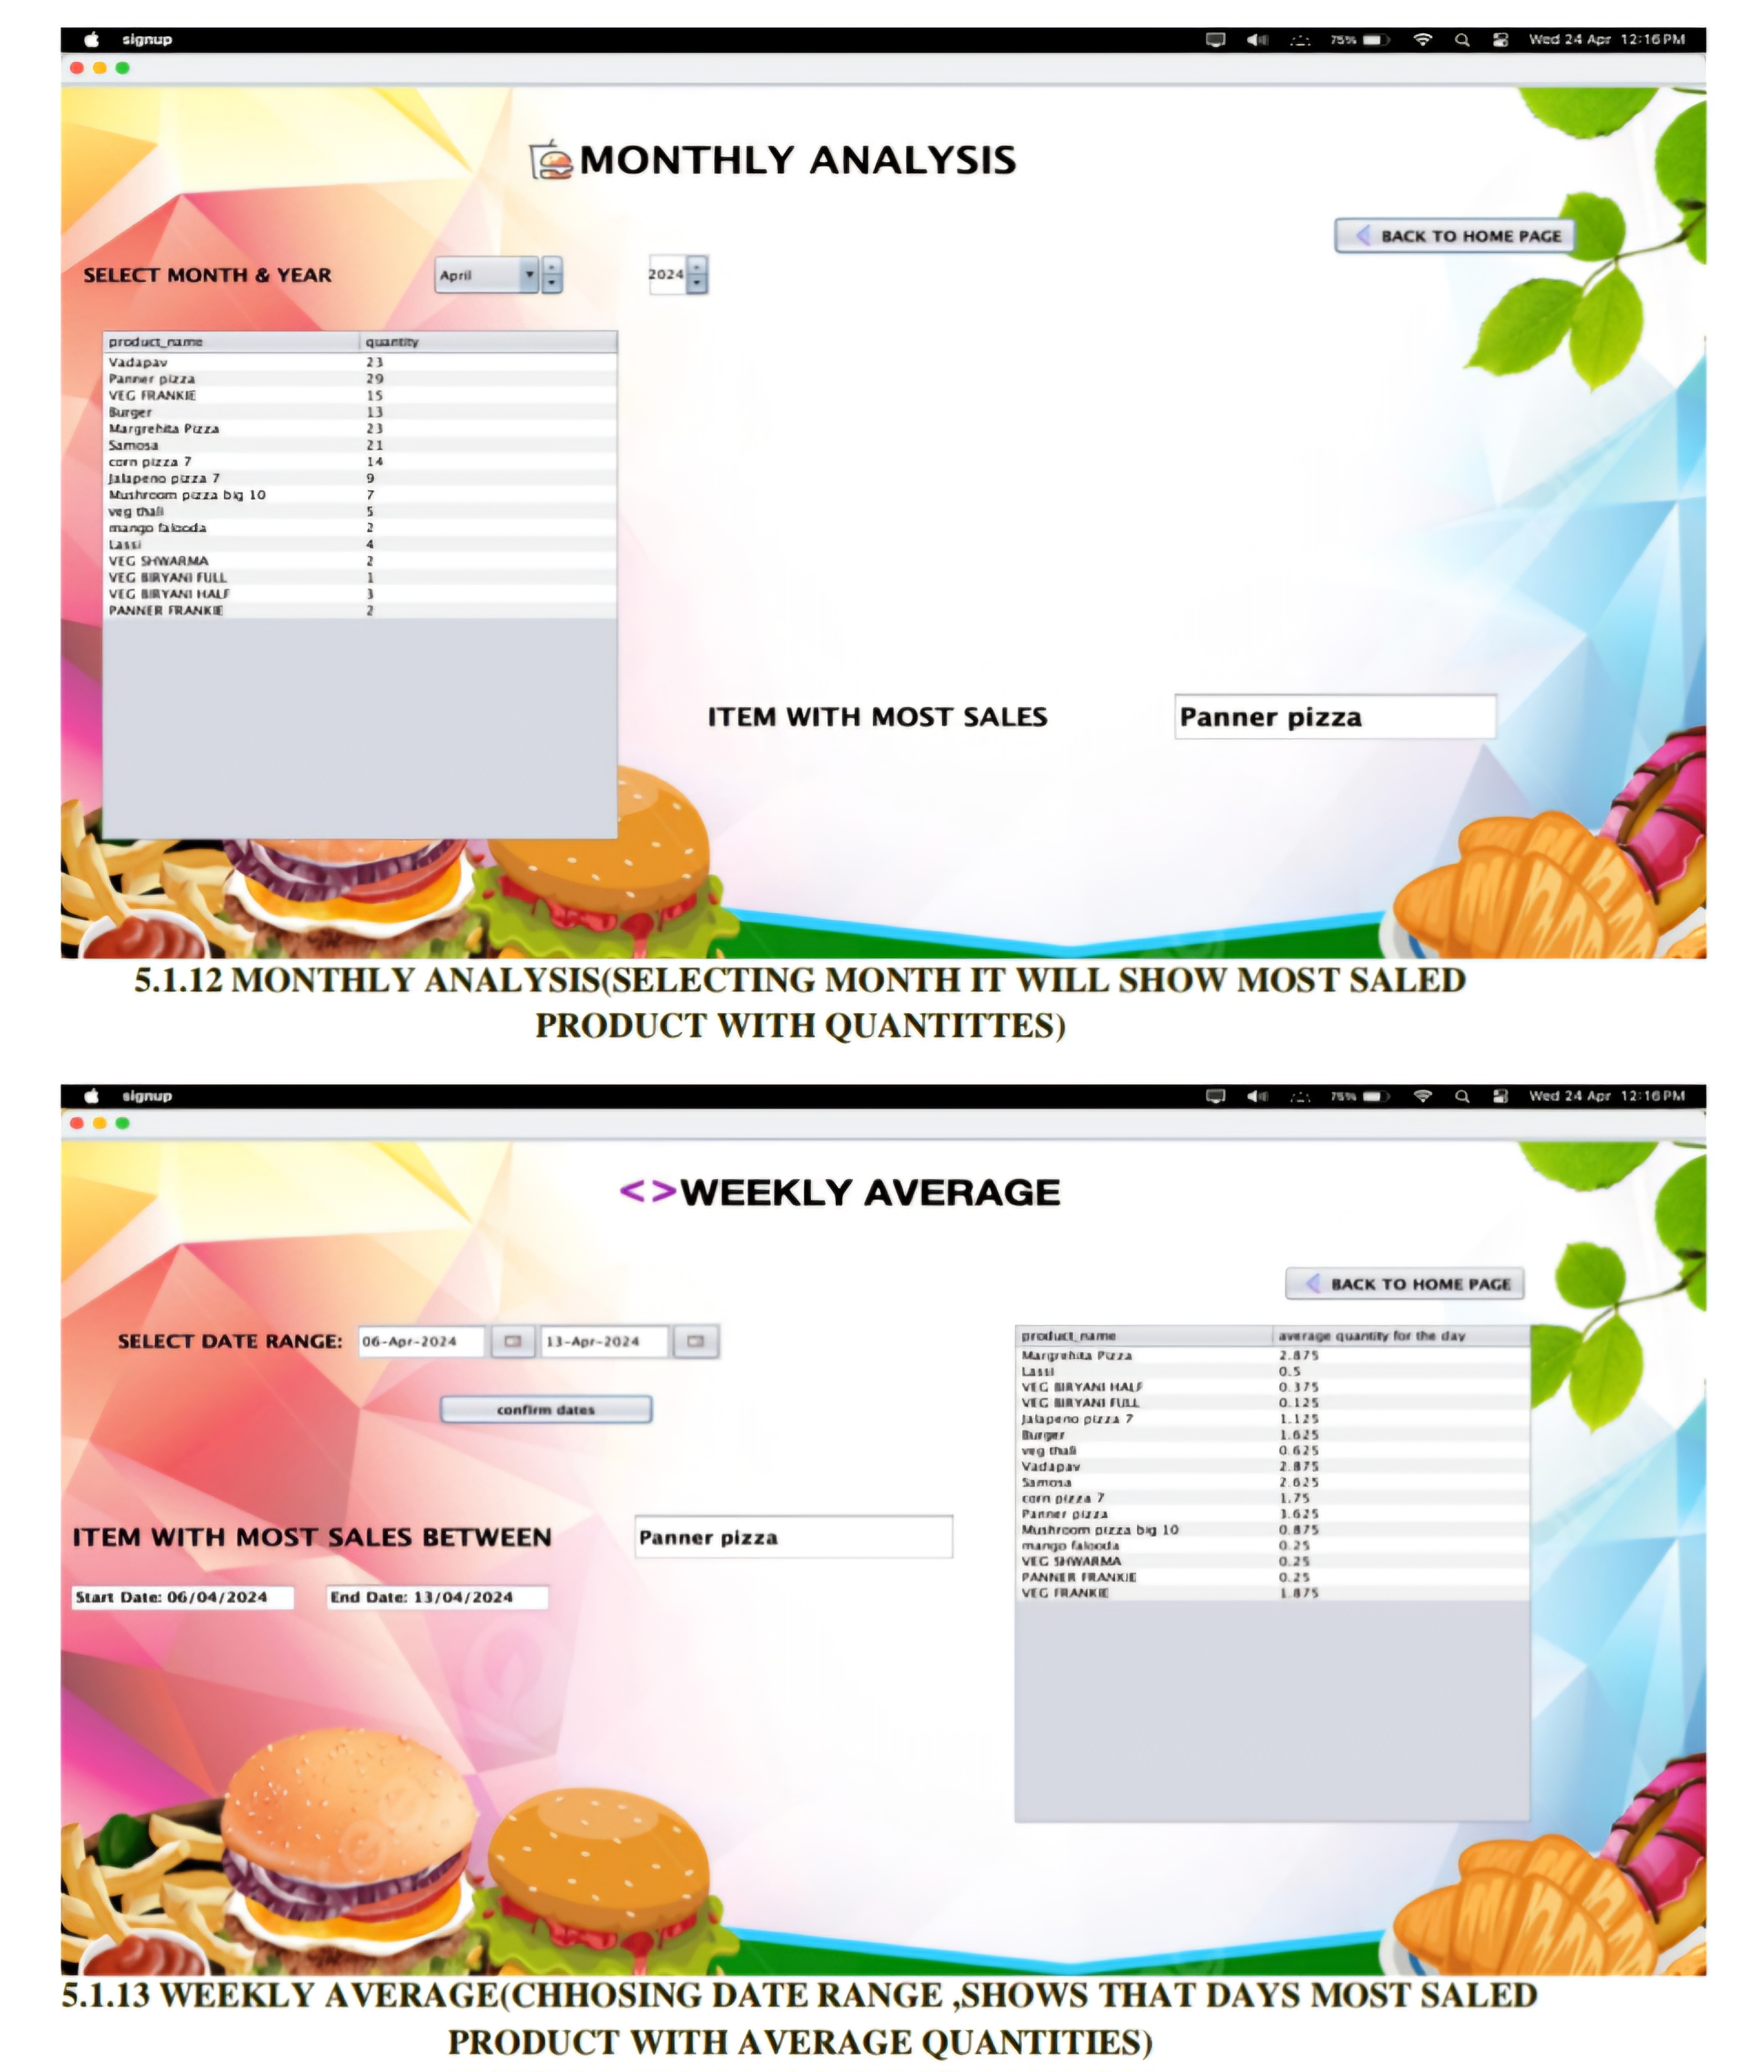 signup
75%
Wed 24 Apr 12:16 PM
MONTHLY ANALYSIS
BACK TO HOME PAGE
SELECT MONTH & YEAR April 2024
product_name quantity
Vadapav 23
Panner pizza 29
VEG FRANKIE 15
Burger 13
Margrehita Pizza 23
Samosa 21
corn pizza 7 14
Jalapeno pizza 7 9
Mushroom pizza big 10 7
veg thali 5
mango falooda 2
Lassi 4
VEG SHWARMA 2
VEG BIRYANI FULL 1
VEG BIRYANI HALF 3
PANNER FRANKIE 2
ITEM WITH MOST SALES Panner pizza
5.1.12 MONTHLY ANALYSIS(SELECTING MONTH IT WILL SHOW MOST SALED
PRODUCT WITH QUANTITTES)
signup
75%
Wed 24 Apr 12:16 PM
<>WEEKLY AVERAGE
BACK TO HOME PAGE
SELECT DATE RANGE: 06-Apr-2024 13-Apr-2024
confirm dates
ITEM WITH MOST SALES BETWEEN Panner pizza
Start Date: 06/04/2024 End Date: 13/04/2024
product_name average quantity for the day
Margrehita Pizza 2.875
Lassi 0.5
VEG BIRYANI HALF 0.375
VEG BIRYANI FULL 0.125
Jalapeno pizza 7 1.125
Burger 1.625
veg thali 0.625
Vadapav 2.875
Samosa 2.625
corn pizza 7 1.75
Panner pizza 3.625
Mushroom pizza big 10 0.875
mango falooda 0.25
VEG SHWARMA 0.25
PANNER FRANKIE 0.25
VEG FRANKIE 1.875
5.1.13 WEEKLY AVERAGE(CHHOSING DATE RANGE ,SHOWS THAT DAYS MOST SALED
PRODUCT WITH AVERAGE QUANTITIES)